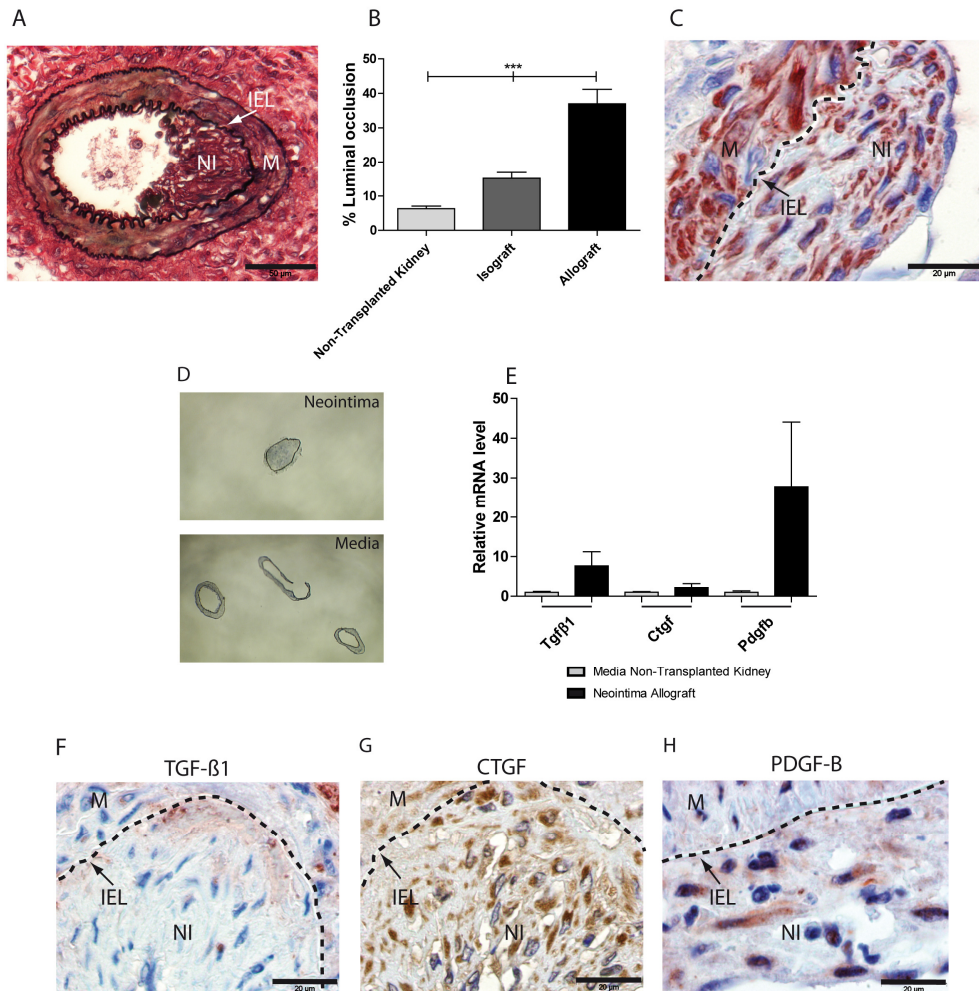 A
IEL
NI
M
50 µm
B
% Luminal occlusion
50
40
30
20
10
0
***
Non-Transplanted Kidney
Isograft
Allograft
C
M
NI
IEL
20 µm
D
Neointima
Media
E
Relative mRNA level
50
40
30
20
10
0
Tgfβ1
Ctgf
Pdgfb
Media Non-Transplanted Kidney
Neointima Allograft
F
TGF-ß1
M
IEL
NI
20 µm
G
CTGF
M
IEL
NI
20 µm
H
PDGF-B
M
IEL
NI
20 µm